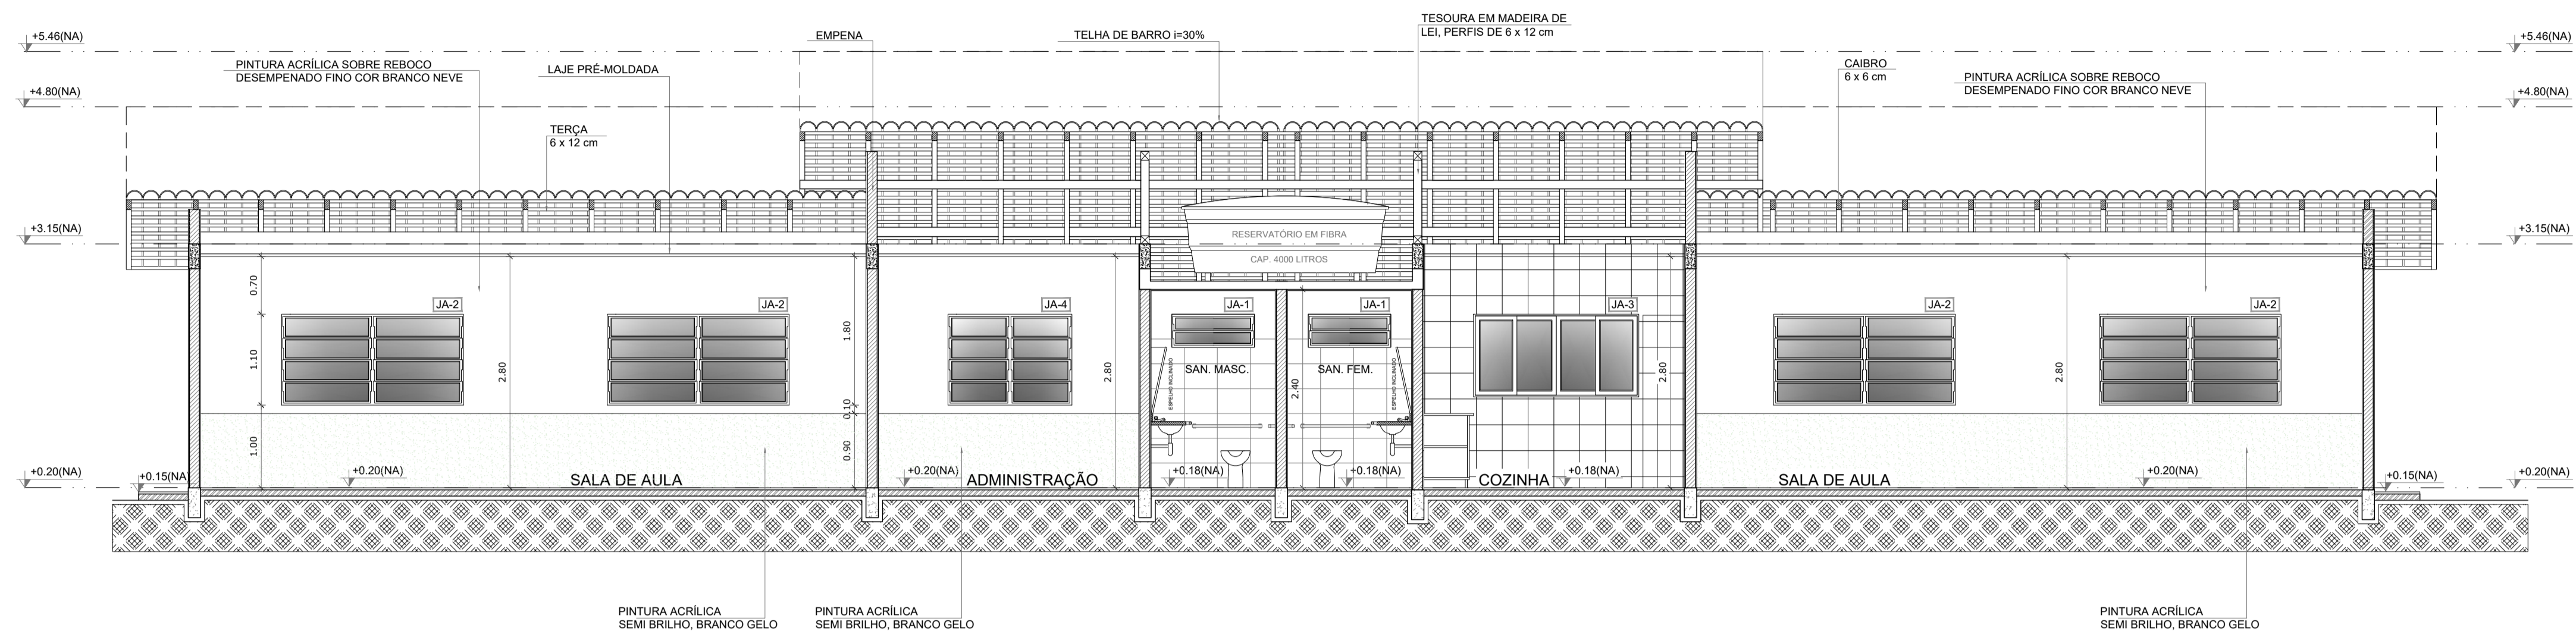 +5.46(NA)
+4.80(NA)
+3.15(NA)
+0.20(NA)
+0.15(NA)
PINTURA ACRÍLICA SOBRE REBOCO
DESEMPENADO FINO COR BRANCO NEVE
LAJE PRÉ-MOLDADA
TERÇA
6 x 12 cm
EMPENA
TELHA DE BARRO i=30%
TESOURA EM MADEIRA DE
LEI, PERFIS DE 6 x 12 cm
CAIBRO
6 x 6 cm
PINTURA ACRÍLICA SOBRE REBOCO
DESEMPENADO FINO COR BRANCO NEVE
+5.46(NA)
+4.80(NA)
+3.15(NA)
+0.20(NA)
+0.15(NA)
RESERVATÓRIO EM FIBRA
CAP. 4000 LITROS
0.70
1.10
1.00
JA-2
2.80
JA-2
1.80
0.10
0.90
JA-4
2.80
JA-1
JA-1
SAN. MASC.
SAN. FEM.
ESPELHO INCLINADO
ESPELHO INCLINADO
2.40
JA-3
2.80
JA-2
2.80
JA-2
+0.20(NA)
SALA DE AULA
+0.20(NA)
ADMINISTRAÇÃO
+0.18(NA)
+0.18(NA)
COZINHA
+0.18(NA)
SALA DE AULA
+0.20(NA)
PINTURA ACRÍLICA
SEMI BRILHO, BRANCO GELO
PINTURA ACRÍLICA
SEMI BRILHO, BRANCO GELO
PINTURA ACRÍLICA
SEMI BRILHO, BRANCO GELO